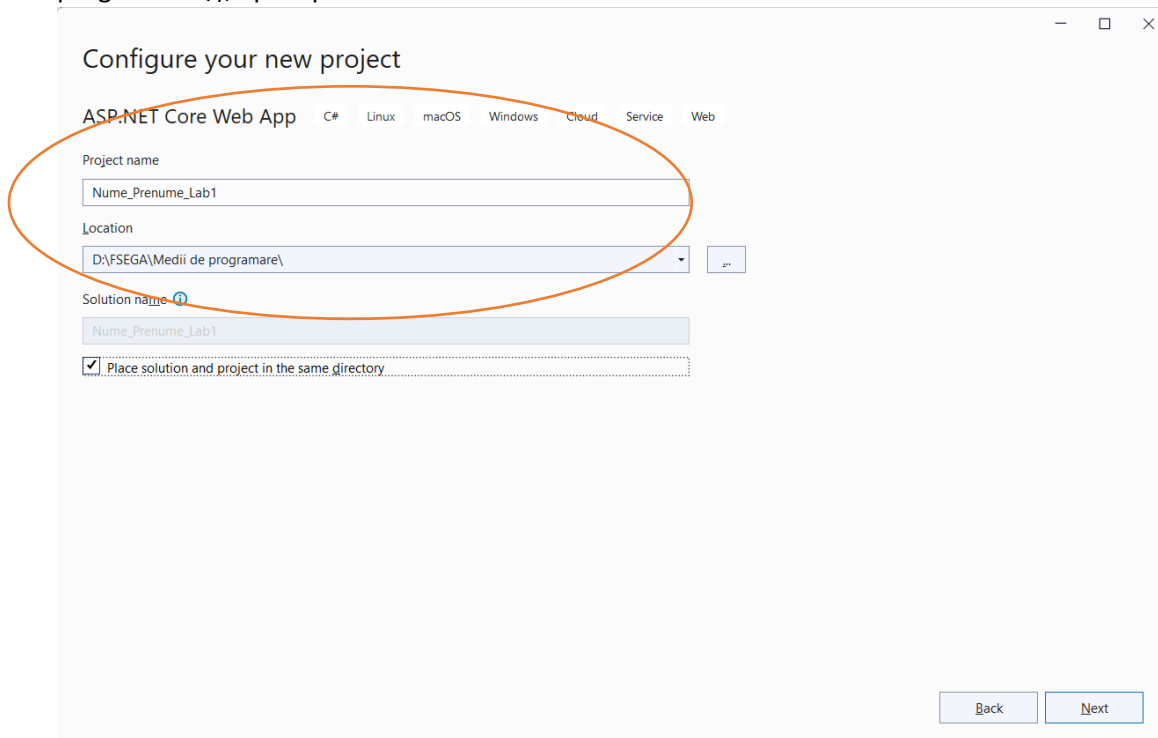 Configure your new project
ASP.NET Core Web App C# Linux macOS Windows Cloud Service Web
Project name
Nume_Prenume_Lab1
Location
D:\FSEGA\Medii de programare\
...
Solution name
Nume_Prenume_Lab1
Place solution and project in the same directory
Back Next